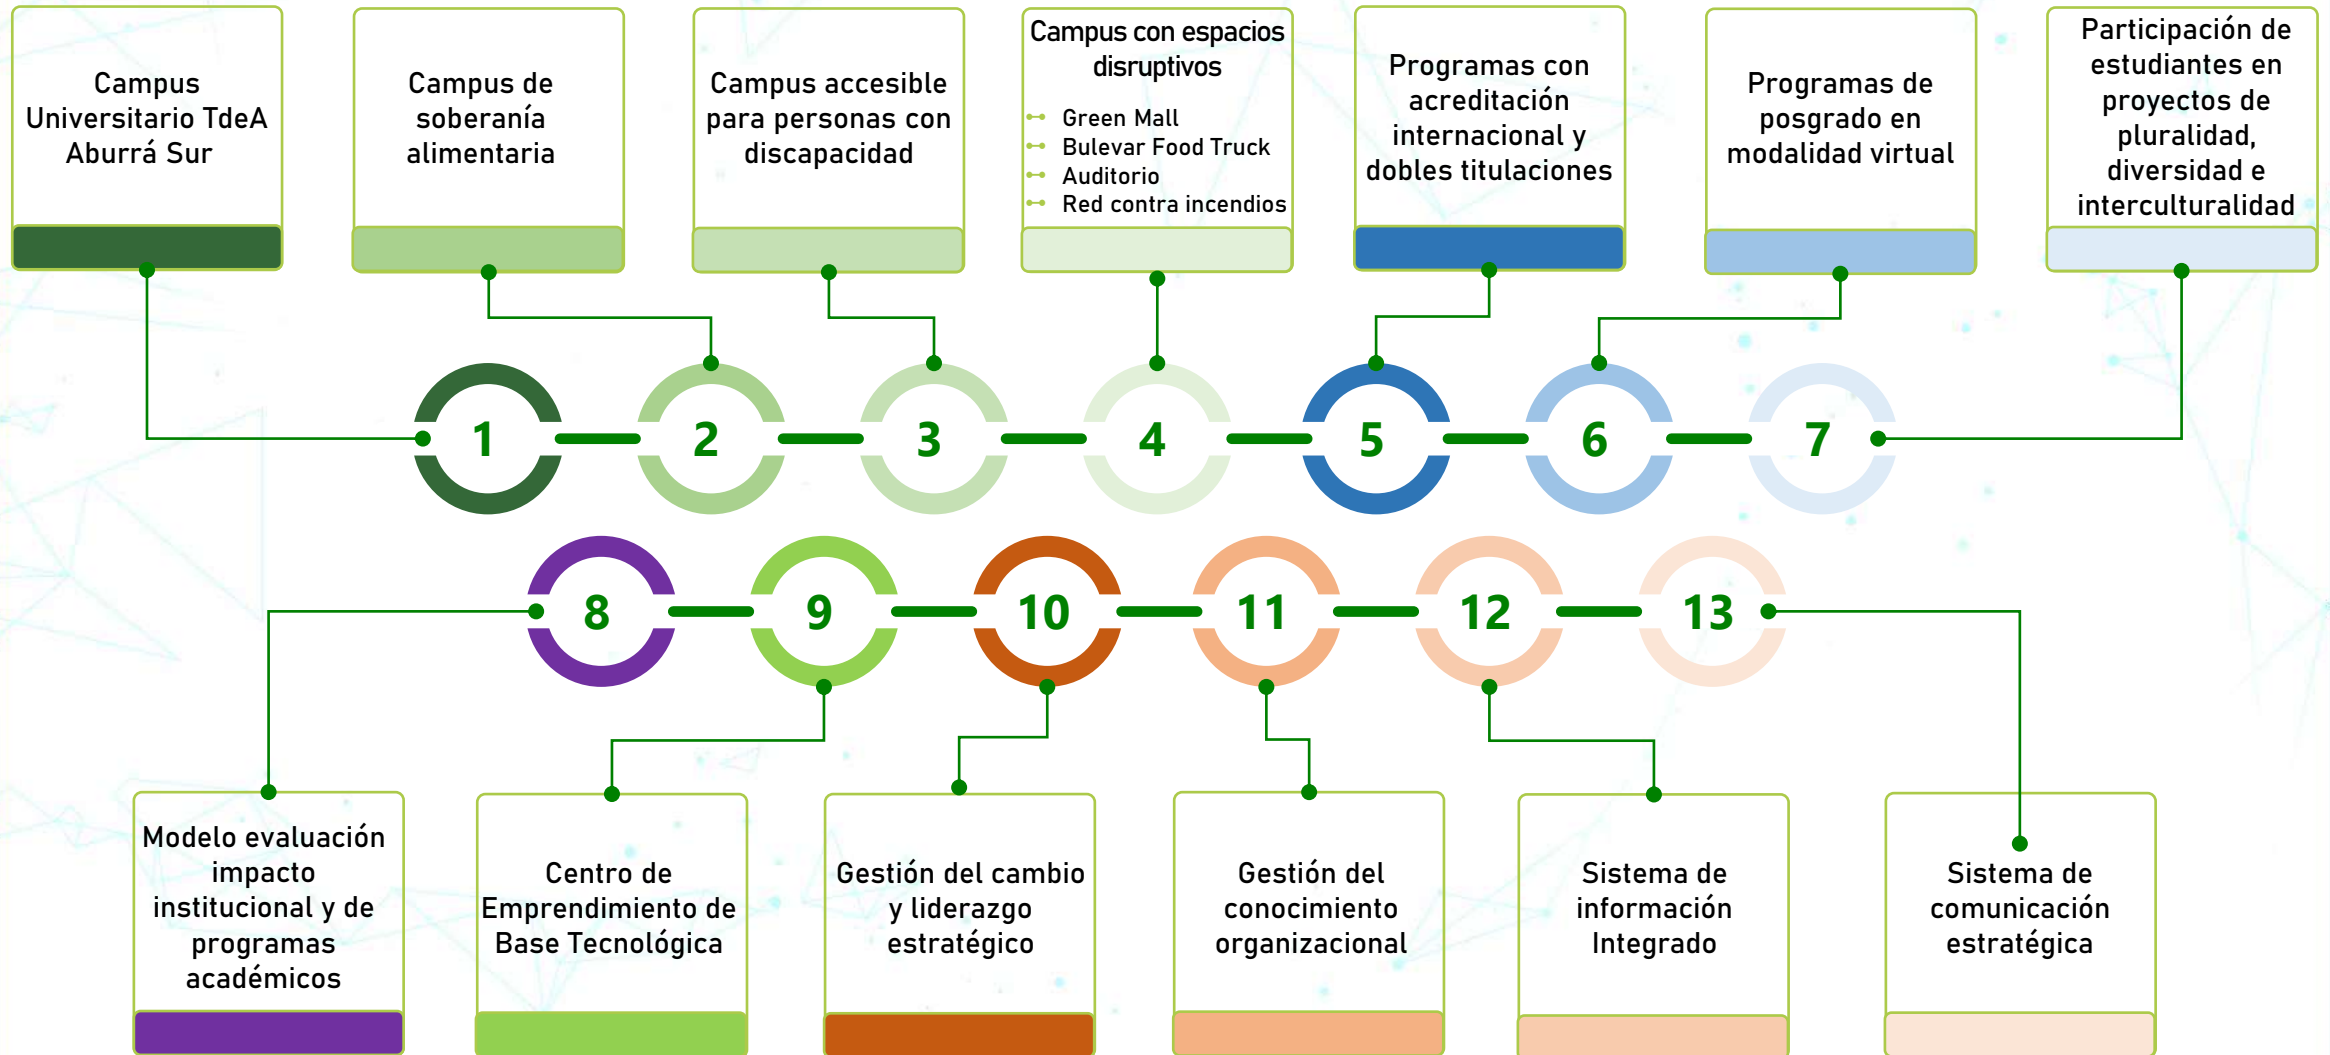 Campus
Universitario TdeA
Aburrá Sur
Campus de
soberanía
alimentaria
Campus accesible
para personas con
discapacidad
Campus con espacios
disruptivos
Green Mall
Bulevar Food Truck
Auditorio
Red contra incendios
Programas con
acreditación
internacional y
dobles titulaciones
Programas de
posgrado en
modalidad virtual
Participación de
estudiantes en
proyectos de
pluralidad,
diversidad e
interculturalidad
1
2
3
4
5
6
7
8
9
10
11
12
13
Modelo evaluación
impacto
institucional y de
programas
académicos
Centro de
Emprendimiento de
Base Tecnológica
Gestión del cambio
y liderazgo
estratégico
Gestión del
conocimiento
organizacional
Sistema de
información
Integrado
Sistema de
comunicación
estratégica